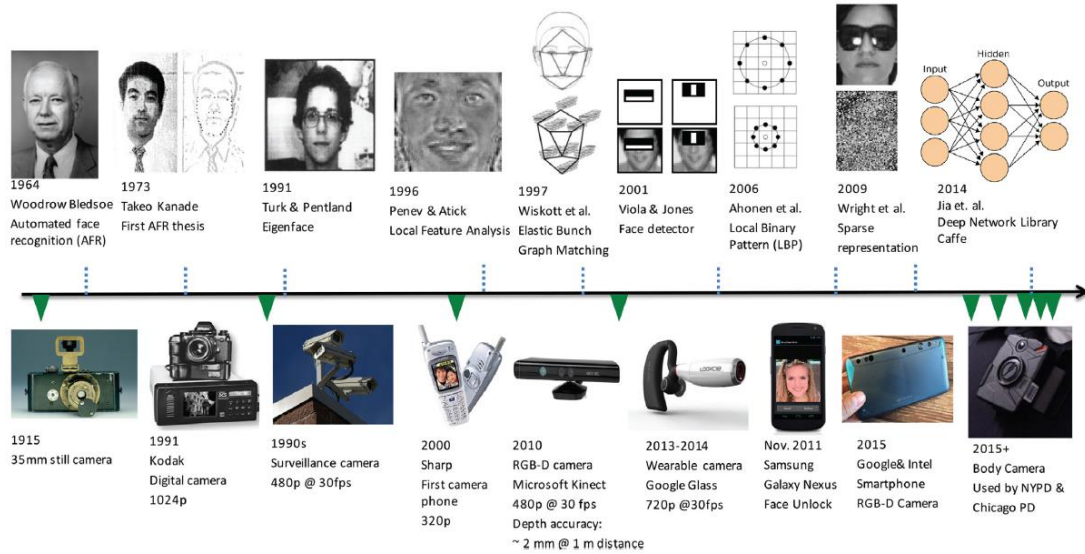 Hidden
Input
Output
1964
Woodrow Bledsoe
Automated face
recognition (AFR)
1973
Takeo Kanade
First AFR thesis
1991
Turk & Pentland
Eigenface
1996
Penev & Atick
Local Feature Analysis
1997
Wiskott et al.
Elastic Bunch
Graph Matching
2001
Viola & Jones
Face detector
2006
Ahonen et al.
Local Binary
Pattern (LBP)
2009
Wright et al.
Sparse
representation
2014
Jia et. al.
Deep Network Library
Caffe
LOOXCIE
1915
35mm still camera
1991
Kodak
Digital camera
1024p
1990s
Surveillance camera
480p @ 30fps
2000
Sharp
First camera
phone
320p
2010
RGB-D camera
Microsoft Kinect
480p @ 30 fps
Depth accuracy:
~ 2 mm @ 1 m distance
2013-2014
Wearable camera
Google Glass
720p @30fps
Nov. 2011
Samsung
Galaxy Nexus
Face Unlock
2015
Google& Intel
Smartphone
RGB-D Camera
2015+
Body Camera
Used by NYPD &
Chicago PD